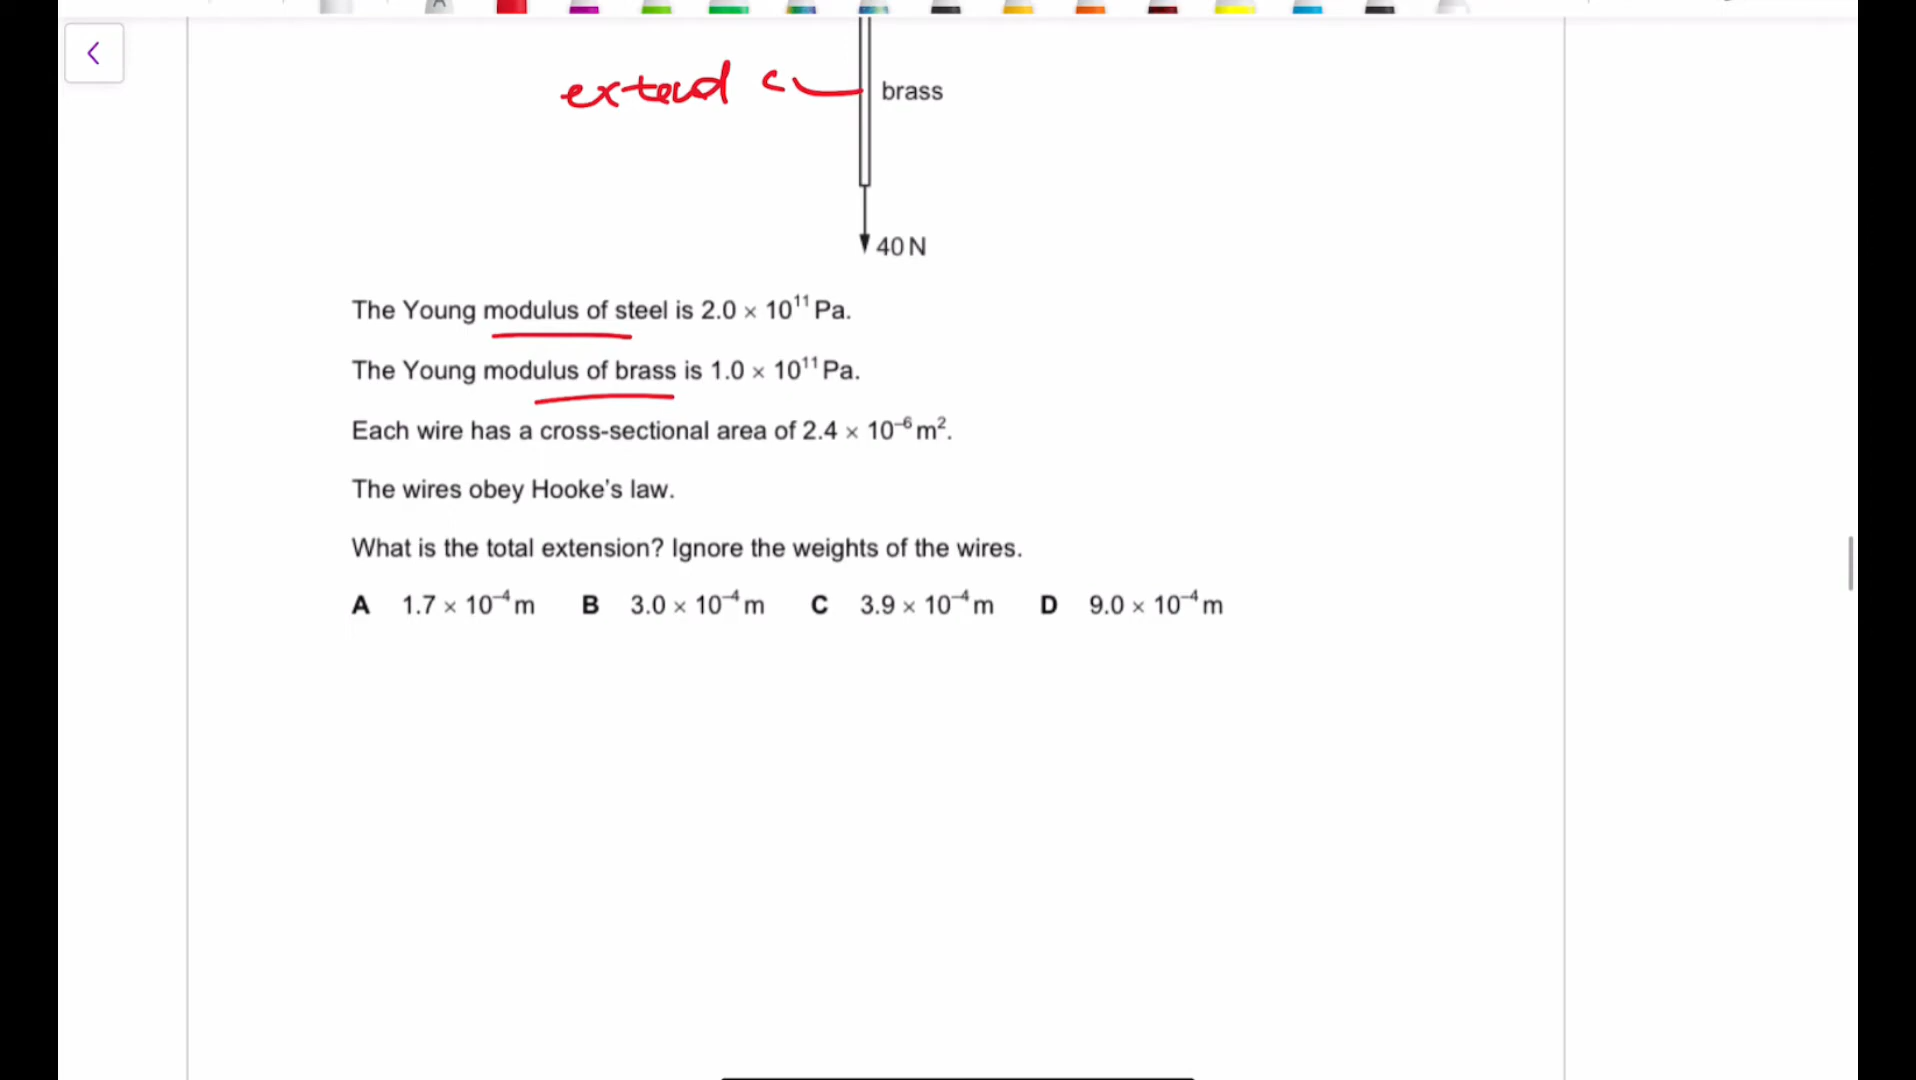 extend
brass
40 N
The Young modulus of steel is 2.0 × 10¹¹ Pa.
The Young modulus of brass is 1.0 × 10¹¹ Pa.
Each wire has a cross-sectional area of 2.4 × 10⁻⁶ m².
The wires obey Hooke's law.
What is the total extension? Ignore the weights of the wires.
A 1.7 × 10⁻⁴ m B 3.0 × 10⁻⁴ m C 3.9 × 10⁻⁴ m D 9.0 × 10⁻⁴ m